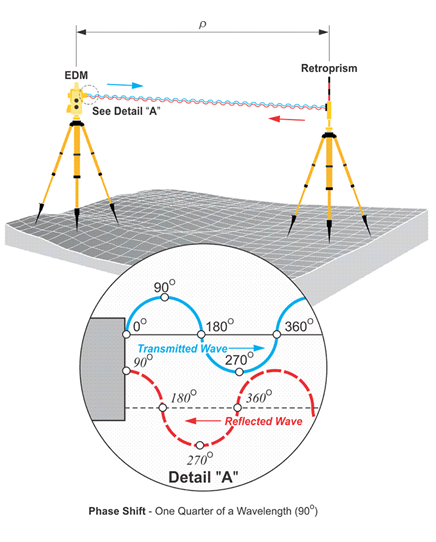 ρ
EDM
Retroprism
See Detail "A"
90°
0°
180°
360°
Transmitted Wave
270°
90°
180°
360°
Reflected Wave
270°
Detail "A"
Phase Shift - One Quarter of a Wavelength (90°)